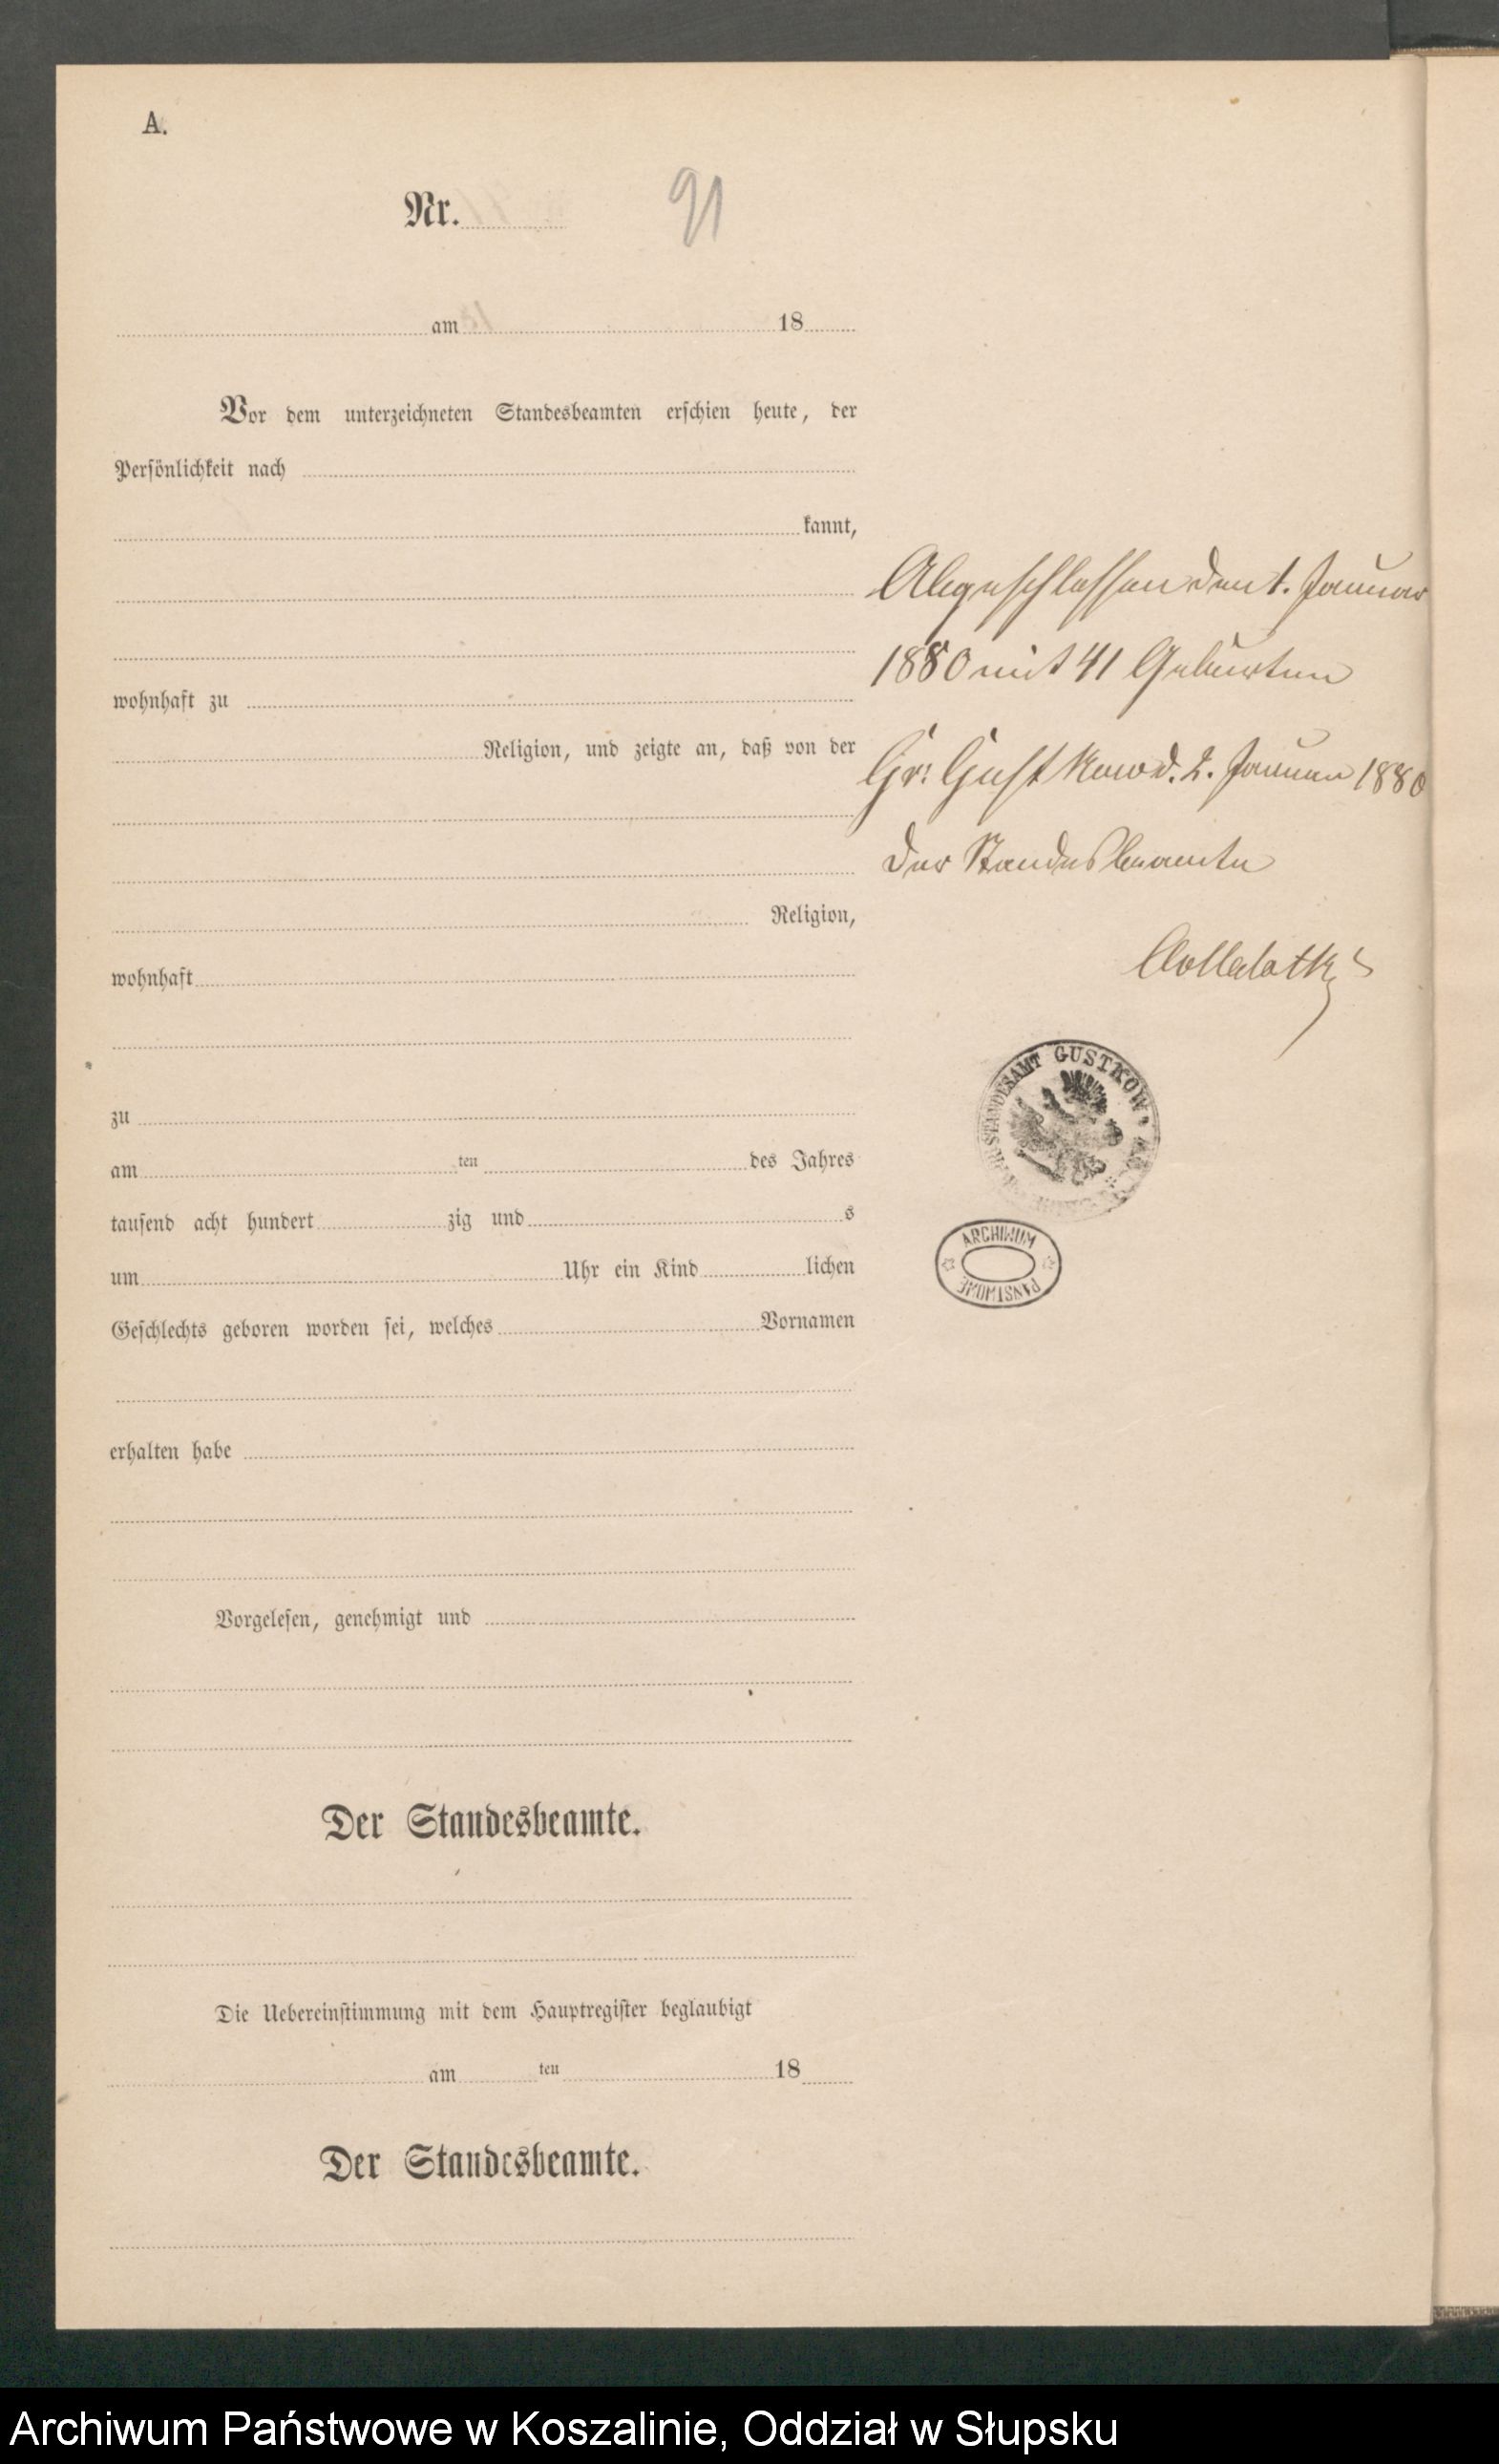 A.
Nr.
91
am 18
Vor dem unterzeichneten Standesbeamten erschien heute, der
Persönlichkeit nach
kannt,
wohnhaft zu
Religion, und zeigte an, daß von der
Religion,
wohnhaft
zu
am ten des Jahres
tausend acht hundert zig und s
um Uhr ein Kind lichen
Geschlechts geboren worden sei, welches Vornamen
erhalten habe
Vorgelesen, genehmigt und
Der Standesbeamte.
Die Uebereinstimmung mit dem Hauptregister beglaubigt
am ten 18
Der Standesbeamte.
Abgeschlossen den 1. Januar
1880 mit 41 Geburten
Gr: Gustkow d. 2. Januar 1880
Der Standesbeamte
STANDESAMT GUSTKOW
ARCHIWUM
PAŃSTWOWE
Archiwum Państwowe w Koszalinie, Oddział w Słupsku